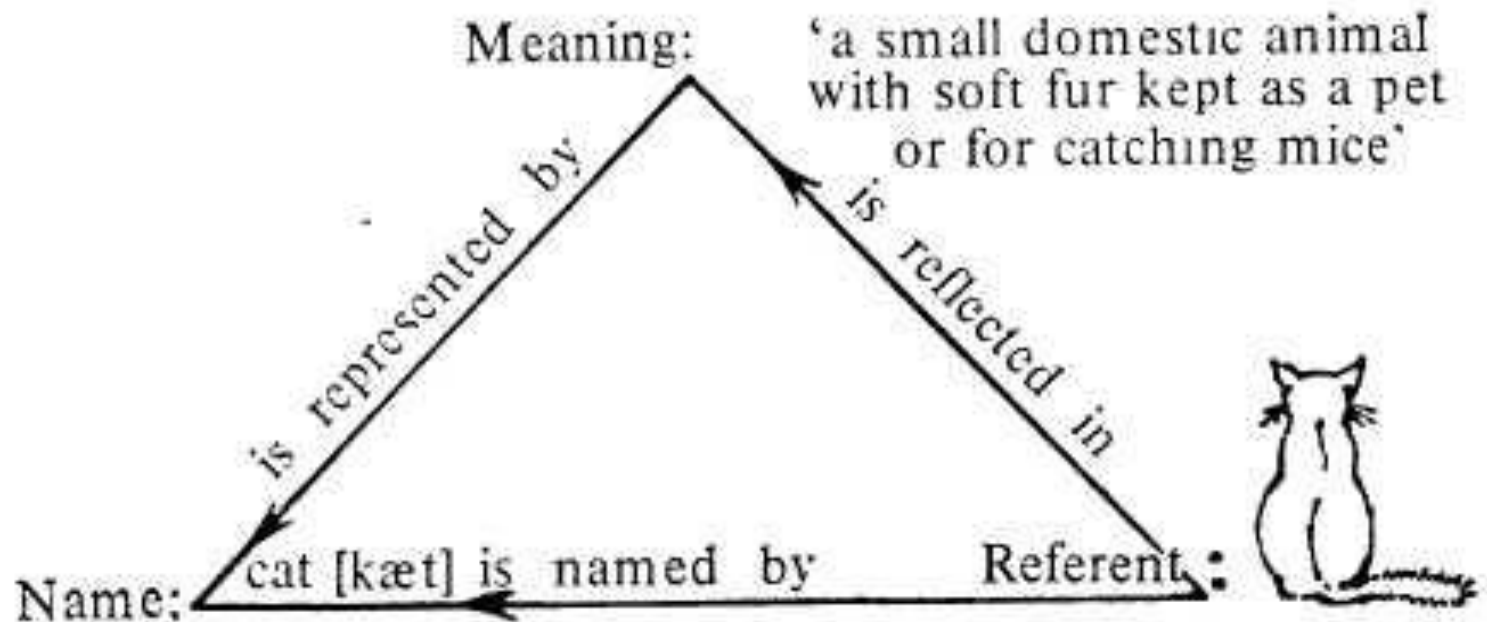 Meaning:
‘a small domestic animal
with soft fur kept as a pet
or for catching mice‘
is represented by
is reflected in
cat [kæt] is named by
Referent:
Name: